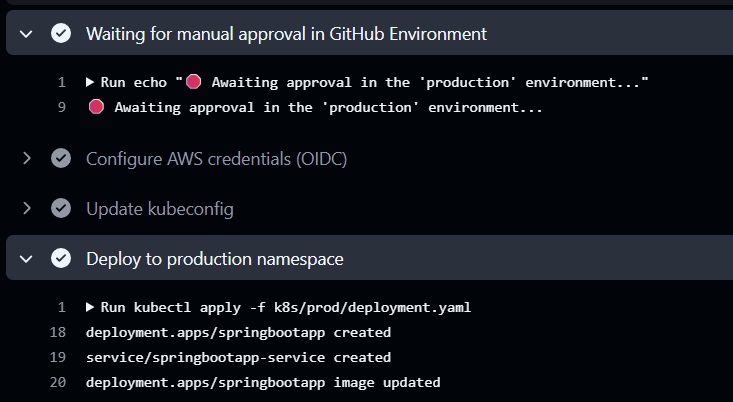 Waiting for manual approval in GitHub Environment
1 ▶ Run echo "🛑 Awaiting approval in the 'production' environment..."
9 🛑 Awaiting approval in the 'production' environment...
Configure AWS credentials (OIDC)
Update kubeconfig
Deploy to production namespace
1 ▶ Run kubectl apply -f k8s/prod/deployment.yaml
18 deployment.apps/springbootapp created
19 service/springbootapp-service created
20 deployment.apps/springbootapp image updated